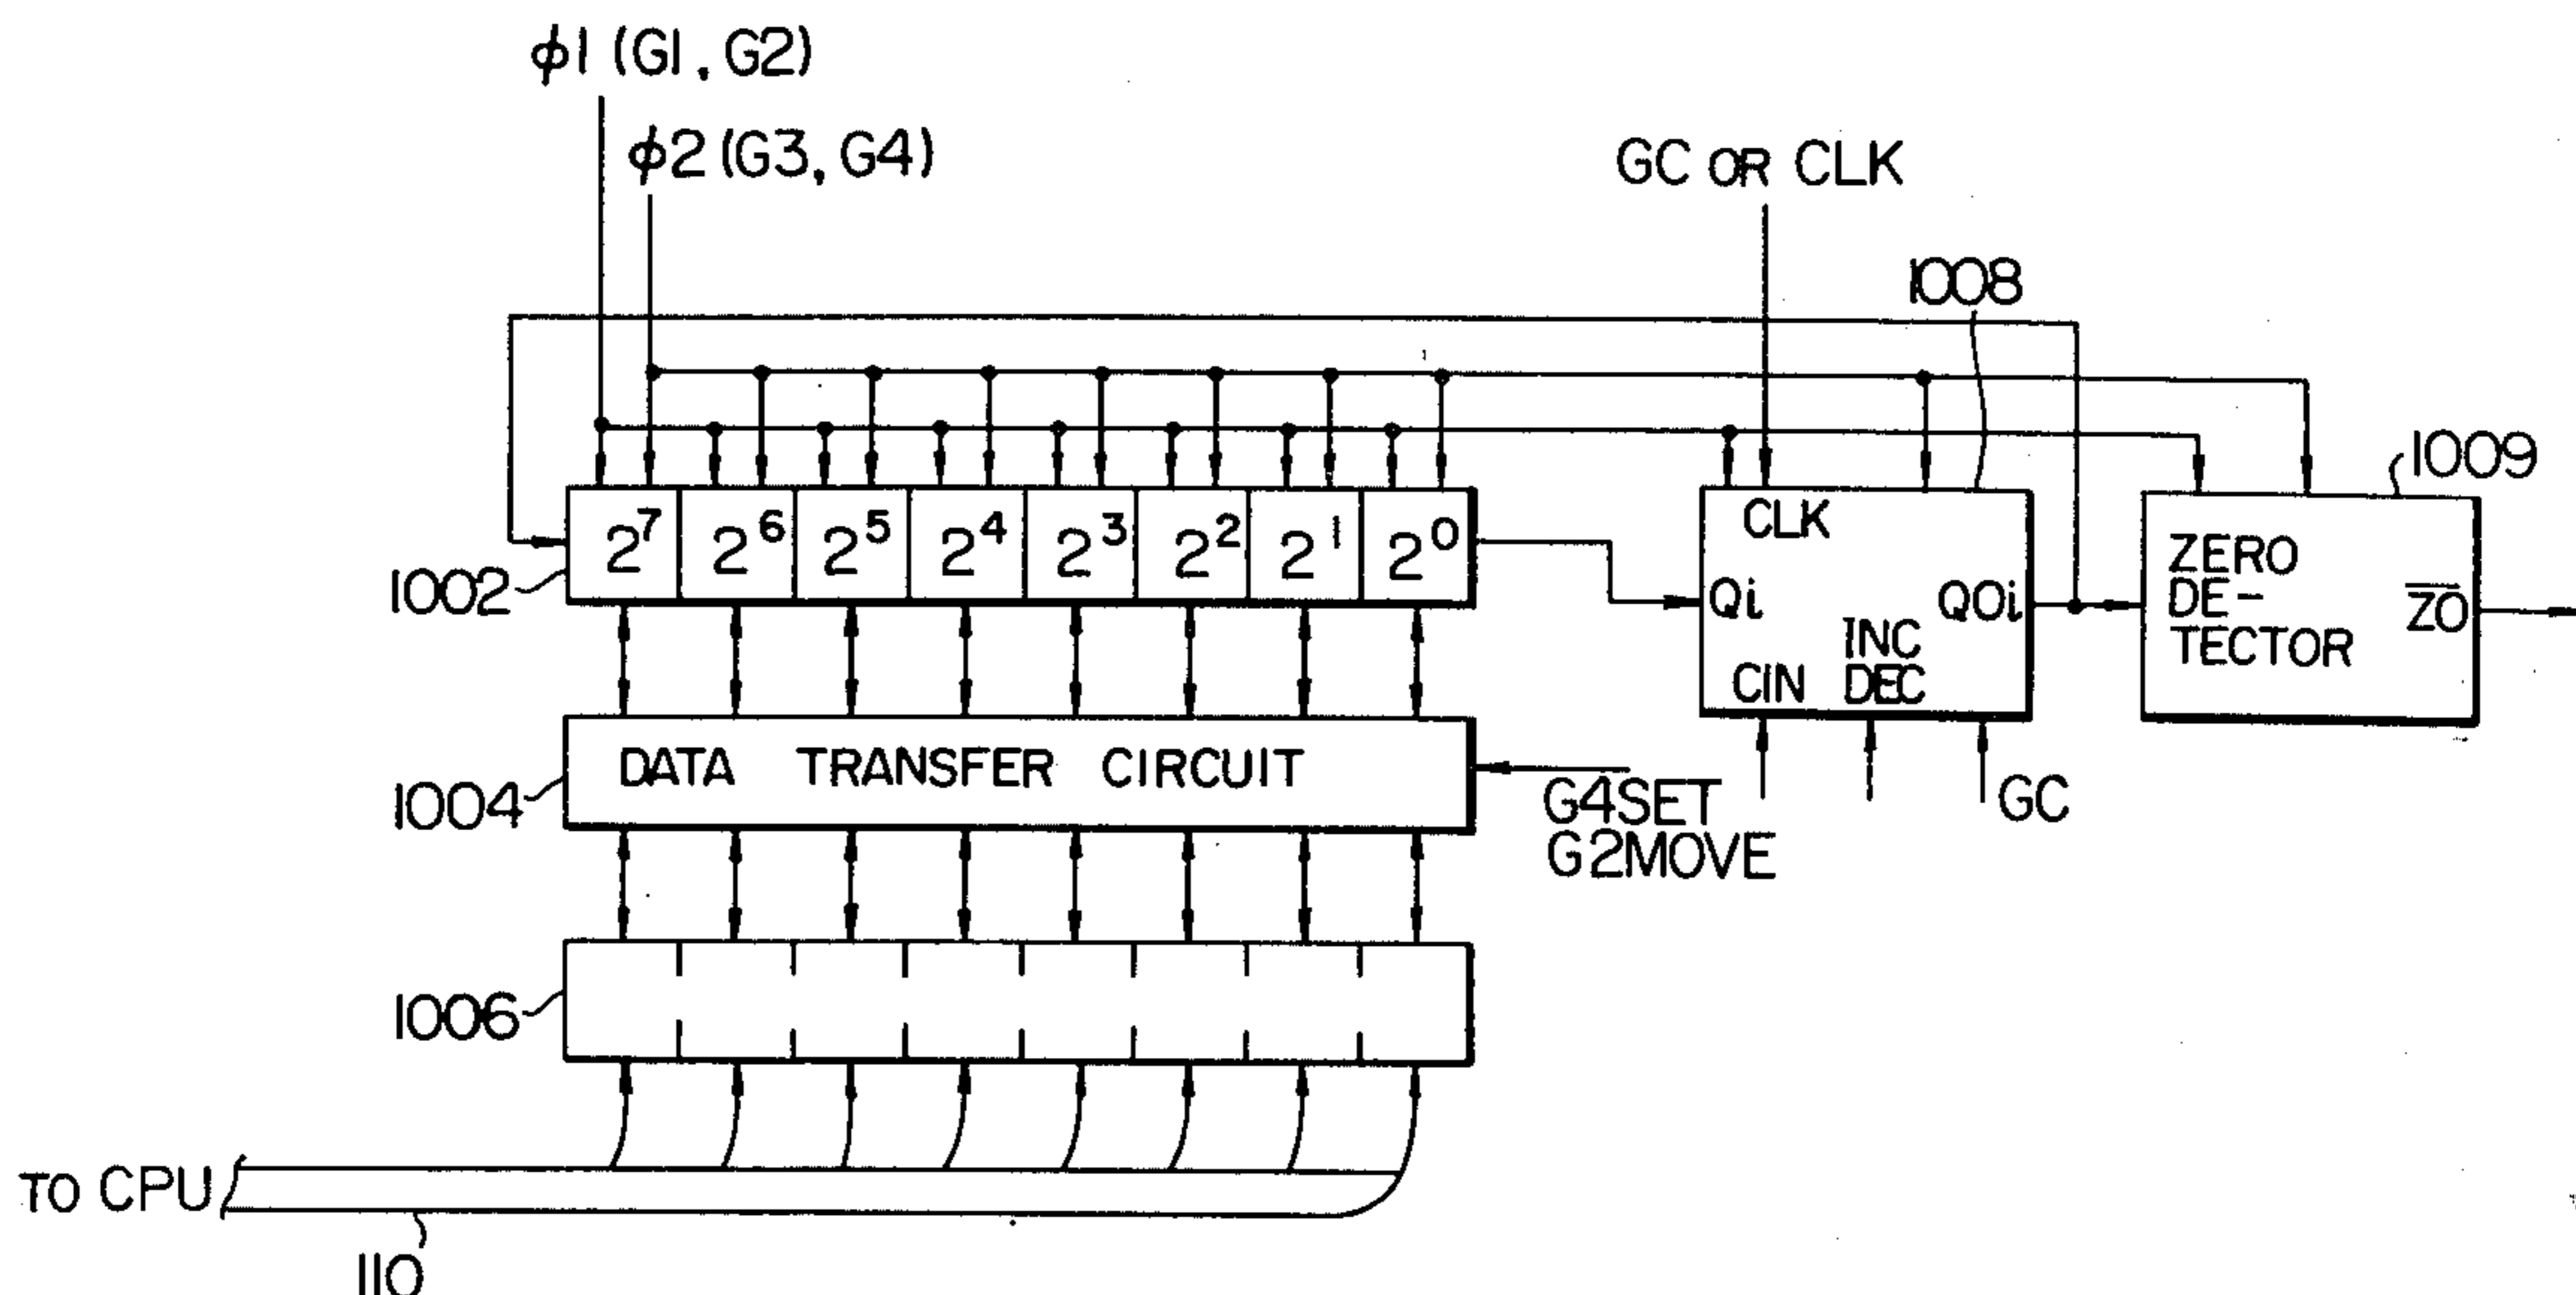 ϕ1 (G1, G2)
ϕ2 (G3, G4)
GC OR CLK
1008
1009
2⁷ 2⁶ 2⁵ 2⁴ 2³ 2² 2¹ 2⁰
1002
CLK
Qi
QOi
INC
DEC
CIN
ZERO
DE-
TECTOR
Z̅O̅
DATA TRANSFER CIRCUIT
1004
G4SET
G2MOVE
GC
1006
TO CPU
110